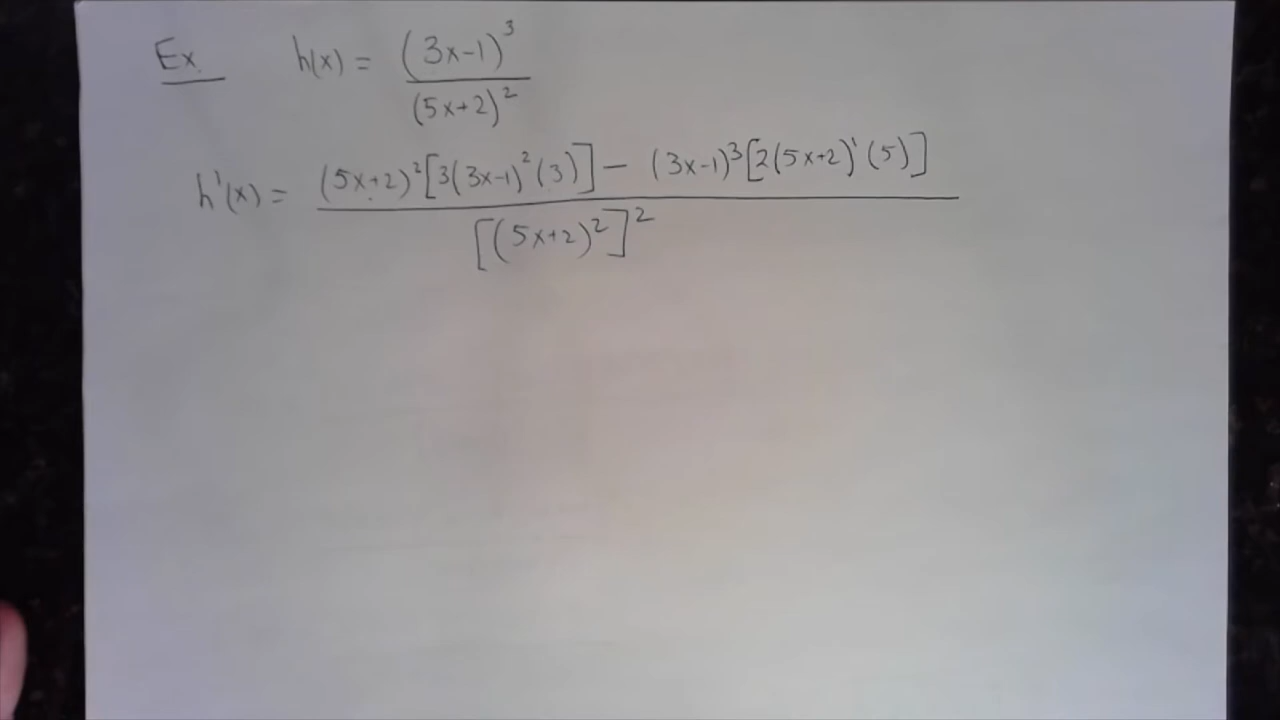 Ex. h(x) = (3x-1)^3 / (5x+2)^2
h'(x) = (5x+2)^2[3(3x-1)^2(3)] - (3x-1)^3[2(5x+2)^1(5)] / [(5x+2)^2]^2